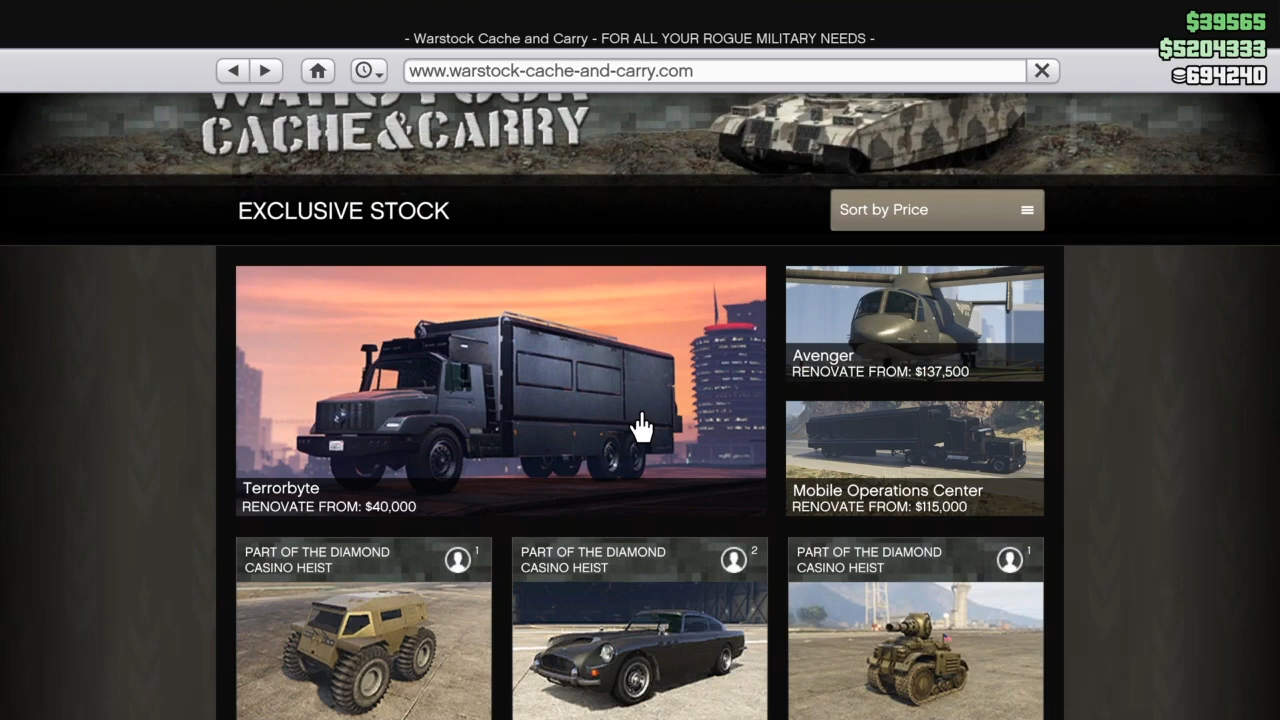 - Warstock Cache and Carry - FOR ALL YOUR ROGUE MILITARY NEEDS -
$39565
$5204333
694240
www.warstock-cache-and-carry.com
WARSTOCK
CACHE&CARRY
EXCLUSIVE STOCK
Sort by Price
Terrorbyte
RENOVATE FROM: $40,000
Avenger
RENOVATE FROM: $137,500
Mobile Operations Center
RENOVATE FROM: $115,000
PART OF THE DIAMOND
CASINO HEIST
1
PART OF THE DIAMOND
CASINO HEIST
2
PART OF THE DIAMOND
CASINO HEIST
1